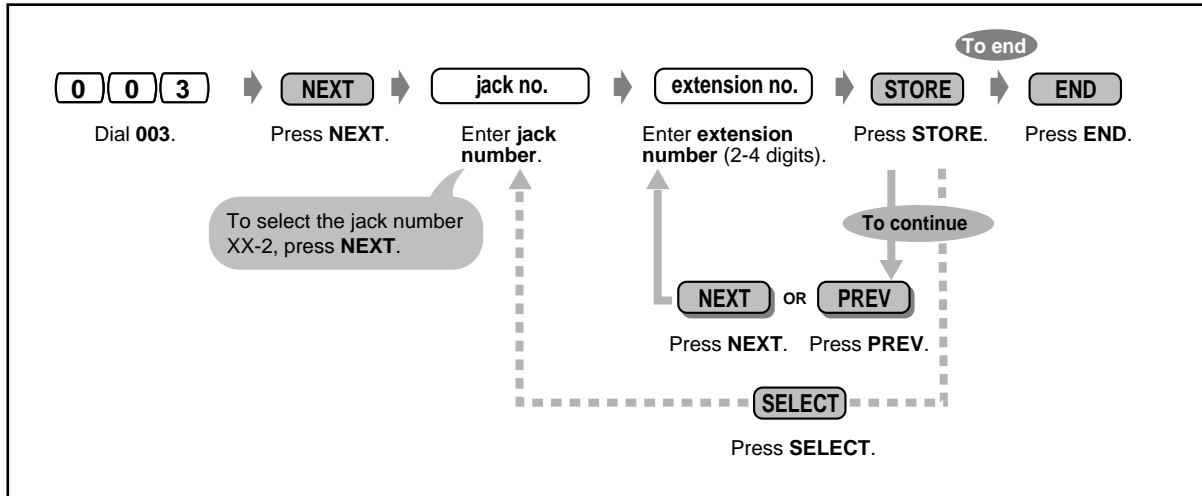 To end
0 0 3 NEXT jack no. extension no. STORE END
Dial 003. Press NEXT. Enter jack number. Enter extension number (2-4 digits). Press STORE. Press END.
To select the jack number
XX-2, press NEXT.
To continue
NEXT OR PREV
Press NEXT. Press PREV.
SELECT
Press SELECT.